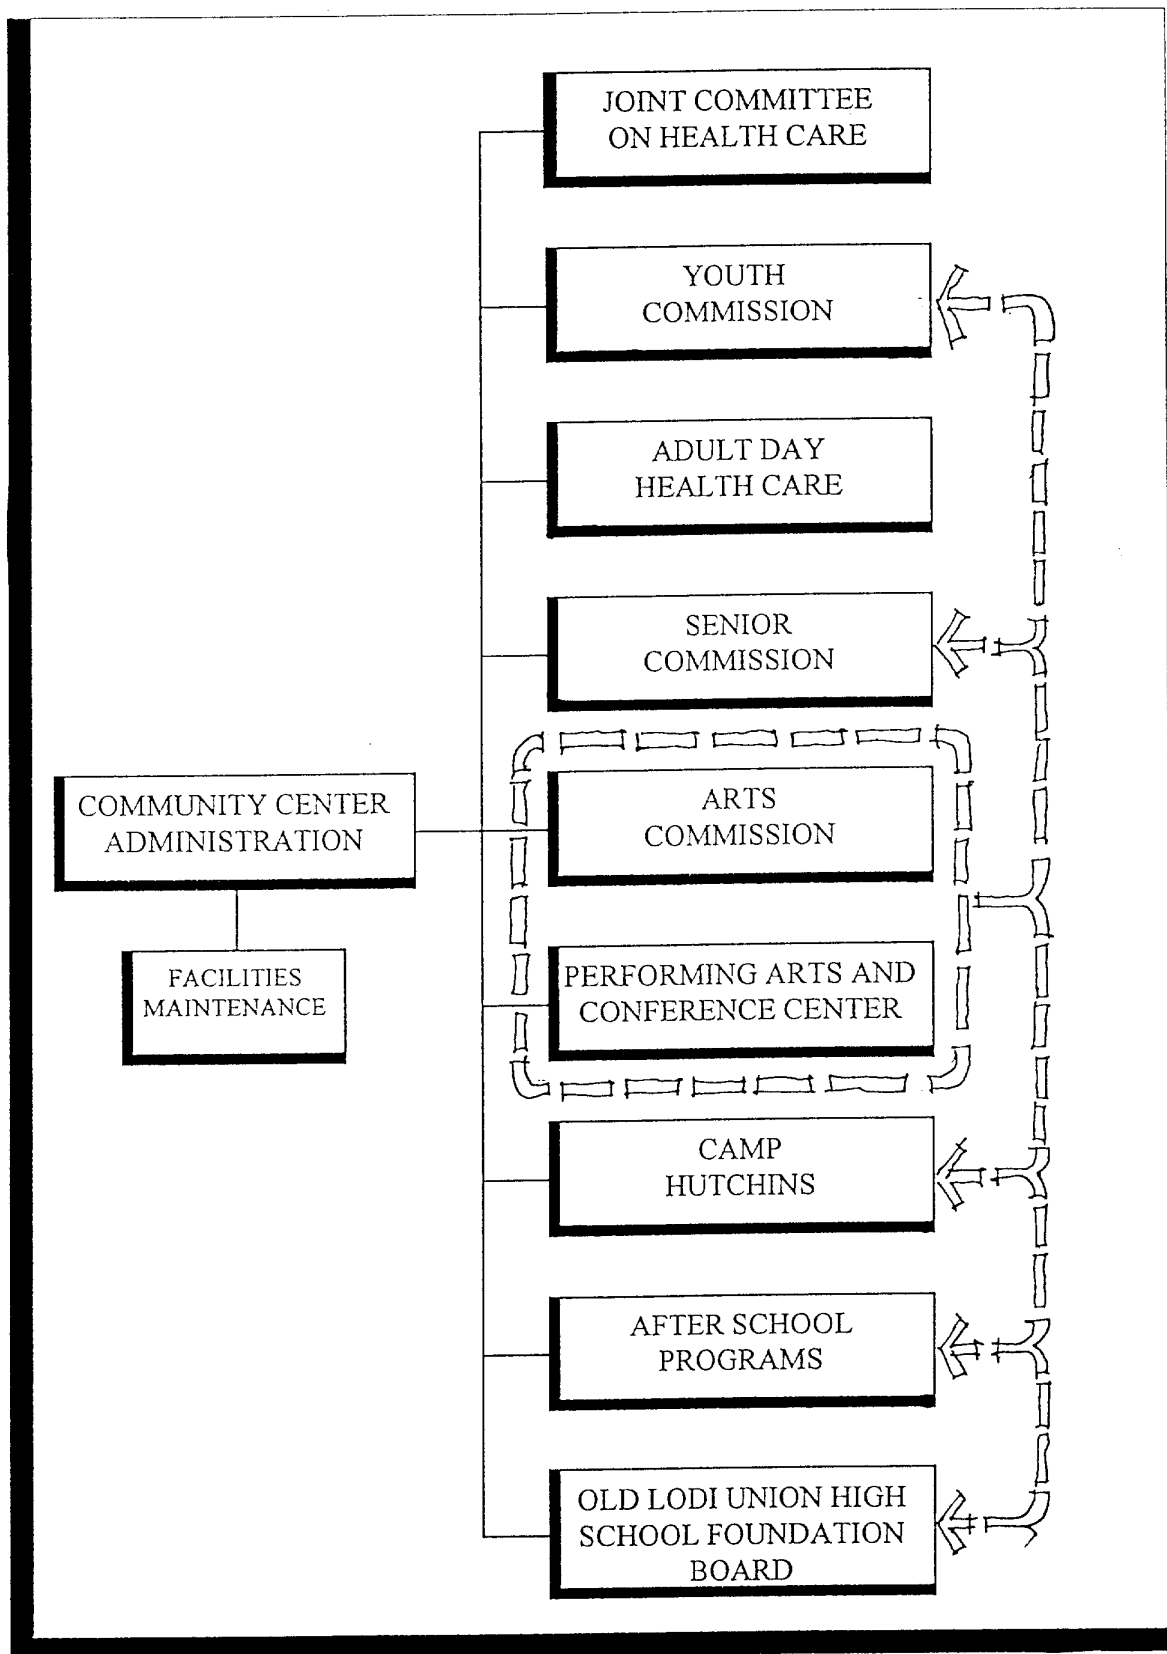 JOINT COMMITTEE
ON HEALTH CARE
YOUTH
COMMISSION
ADULT DAY
HEALTH CARE
SENIOR
COMMISSION
COMMUNITY CENTER
ADMINISTRATION
ARTS
COMMISSION
FACILITIES
MAINTENANCE
PERFORMING ARTS AND
CONFERENCE CENTER
CAMP
HUTCHINS
AFTER SCHOOL
PROGRAMS
OLD LODI UNION HIGH
SCHOOL FOUNDATION
BOARD